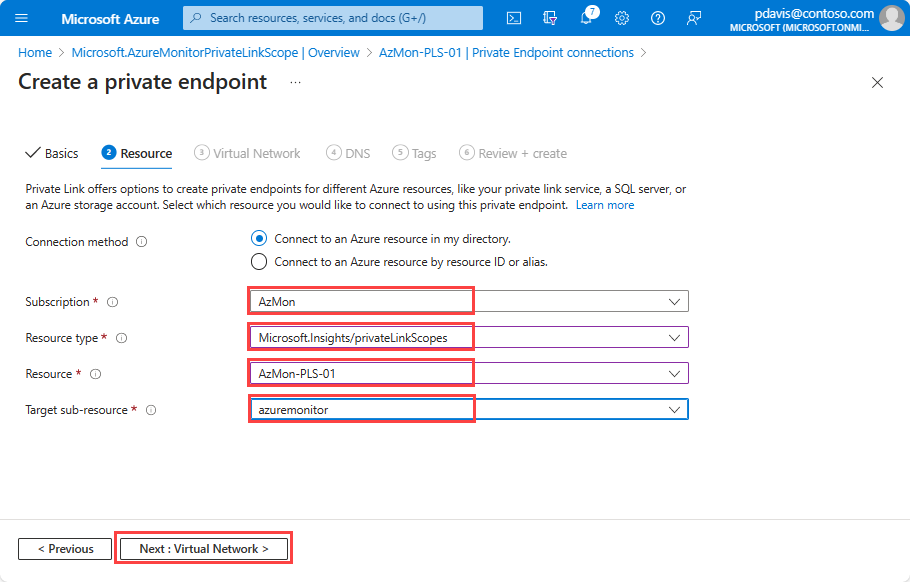 Microsoft Azure
Search resources, services, and docs (G+/)
7
pdavis@contoso.com
MICROSOFT (MICROSOFT.ONMI...
Home > Microsoft.AzureMonitorPrivateLinkScope | Overview > AzMon-PLS-01 | Private Endpoint connections >
Create a private endpoint ...
Basics 2 Resource 3 Virtual Network 4 DNS 5 Tags 6 Review + create
Private Link offers options to create private endpoints for different Azure resources, like your private link service, a SQL server, or
an Azure storage account. Select which resource you would like to connect to using this private endpoint. Learn more
Connection method
Connect to an Azure resource in my directory.
Connect to an Azure resource by resource ID or alias.
Subscription * AzMon
Resource type * Microsoft.Insights/privateLinkScopes
Resource * AzMon-PLS-01
Target sub-resource * azuremonitor
< Previous
Next : Virtual Network >